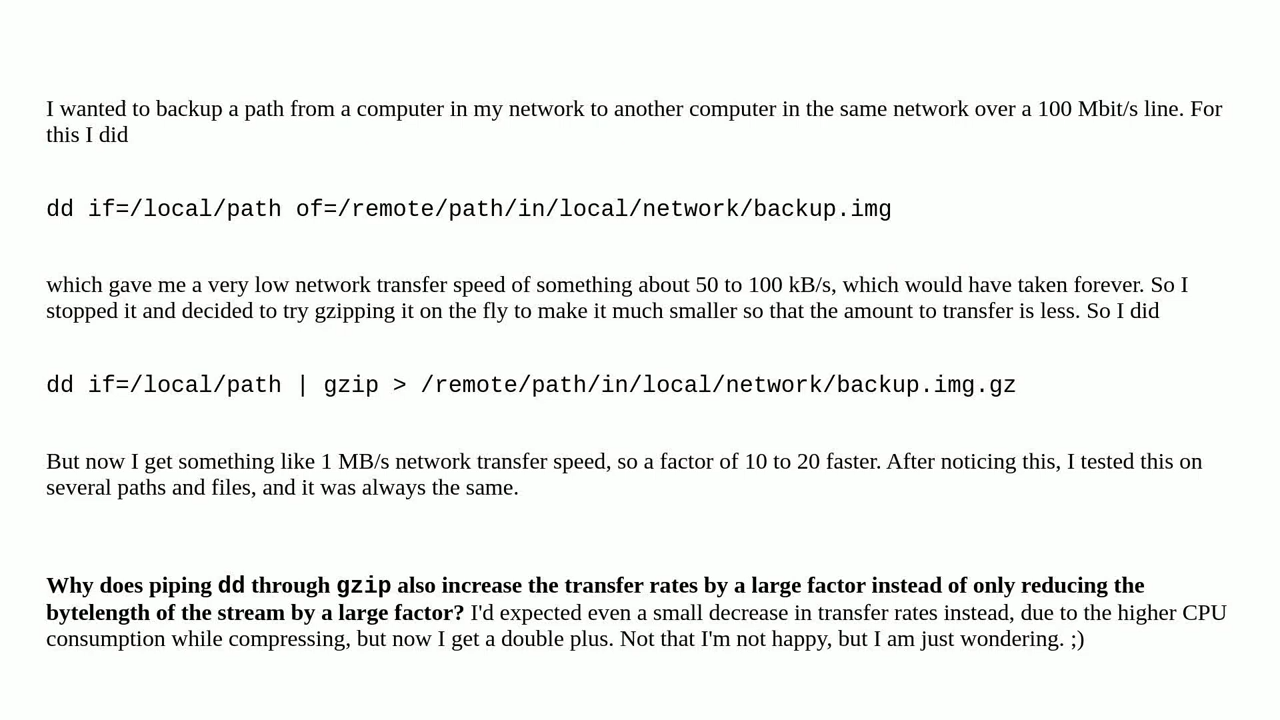 I wanted to backup a path from a computer in my network to another computer in the same network over a 100 Mbit/s line. For
this I did
dd if=/local/path of=/remote/path/in/local/network/backup.img
which gave me a very low network transfer speed of something about 50 to 100 kB/s, which would have taken forever. So I
stopped it and decided to try gzipping it on the fly to make it much smaller so that the amount to transfer is less. So I did
dd if=/local/path | gzip > /remote/path/in/local/network/backup.img.gz
But now I get something like 1 MB/s network transfer speed, so a factor of 10 to 20 faster. After noticing this, I tested this on
several paths and files, and it was always the same.
Why does piping dd through gzip also increase the transfer rates by a large factor instead of only reducing the
bytelength of the stream by a large factor? I'd expected even a small decrease in transfer rates instead, due to the higher CPU
consumption while compressing, but now I get a double plus. Not that I'm not happy, but I am just wondering. ;)